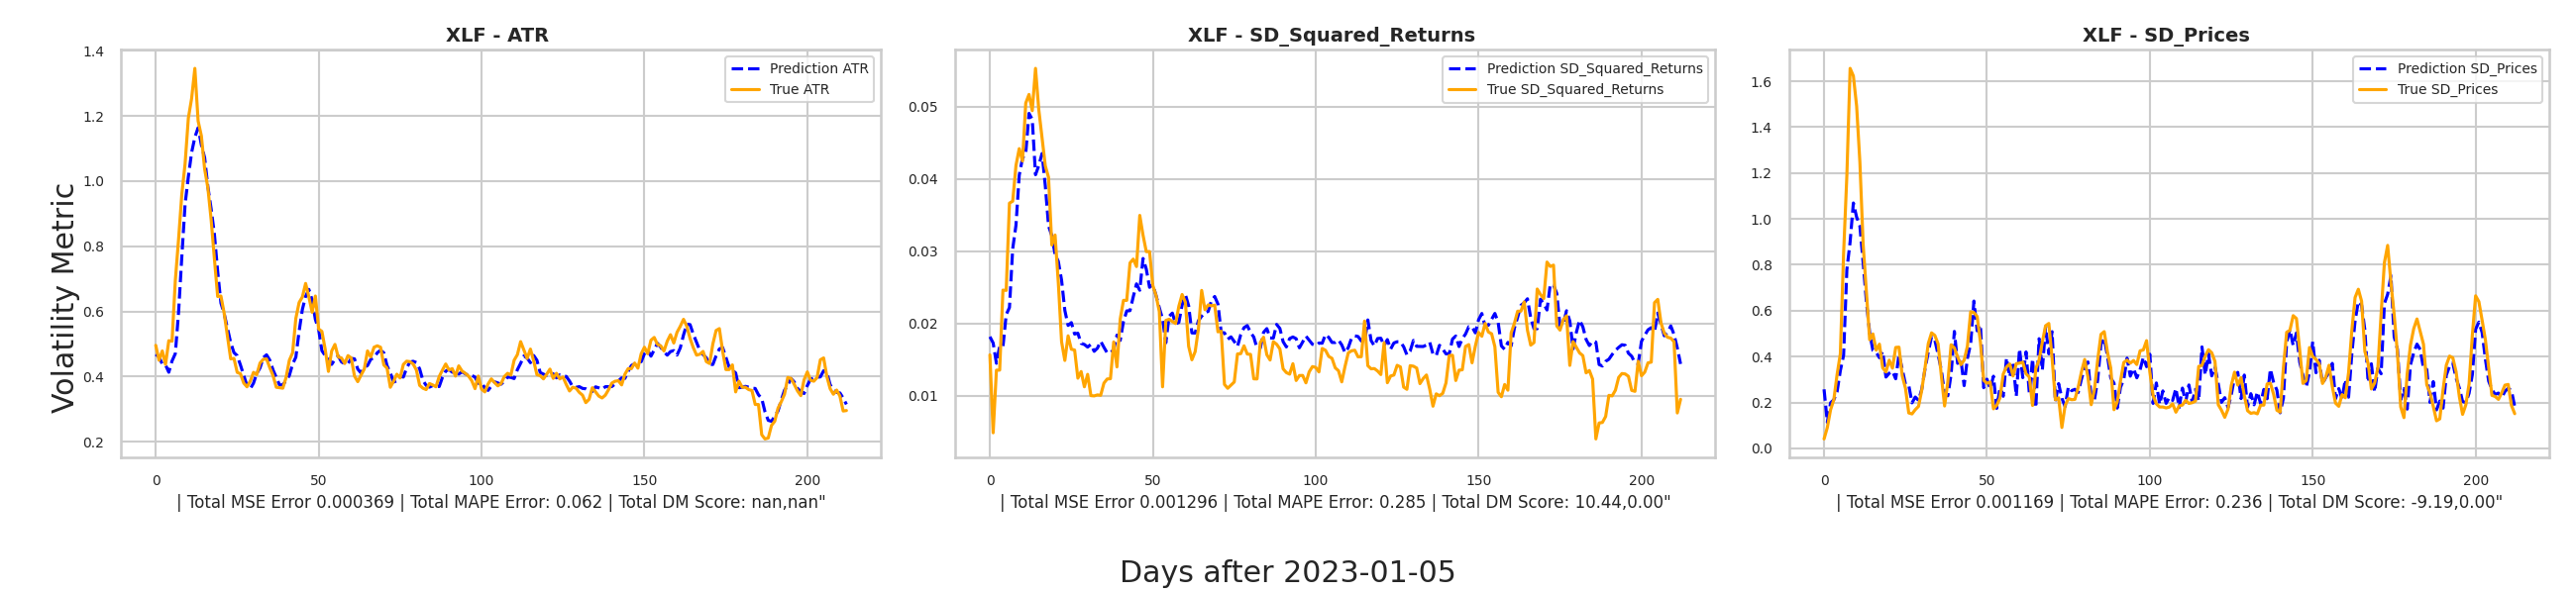 XLF - ATR
1.4
1.2
1.0
0.8
0.6
0.4
0.2
0 50 100 150 200
Prediction ATR
True ATR
| Total MSE Error 0.000369 | Total MAPE Error: 0.062 | Total DM Score: nan,nan"
XLF - SD_Squared_Returns
0.05
0.04
0.03
0.02
0.01
0 50 100 150 200
Prediction SD_Squared_Returns
True SD_Squared_Returns
| Total MSE Error 0.001296 | Total MAPE Error: 0.285 | Total DM Score: 10.44,0.00"
XLF - SD_Prices
1.6
1.4
1.2
1.0
0.8
0.6
0.4
0.2
0.0
0 50 100 150 200
Prediction SD_Prices
True SD_Prices
| Total MSE Error 0.001169 | Total MAPE Error: 0.236 | Total DM Score: -9.19,0.00"
Volatility Metric
Days after 2023-01-05